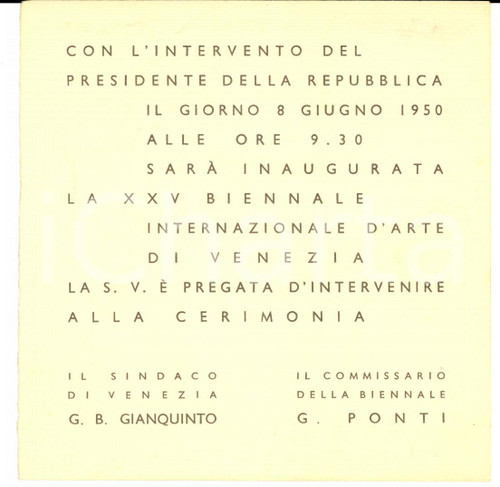 CON L'INTERVENTO DEL
PRESIDENTE DELLA REPUBBLICA
IL GIORNO 8 GIUGNO 1950
ALLE ORE 9.30
SARÀ INAUGURATA
LA XXV BIENNALE
INTERNAZIONALE D'ARTE
DI VENEZIA
LA S. V. È PREGATA D'INTERVENIRE
ALLA CERIMONIA
IL SINDACO
DI VENEZIA
G. B. GIANQUINTO
IL COMMISSARIO
DELLA BIENNALE
G. PONTI
iCharta